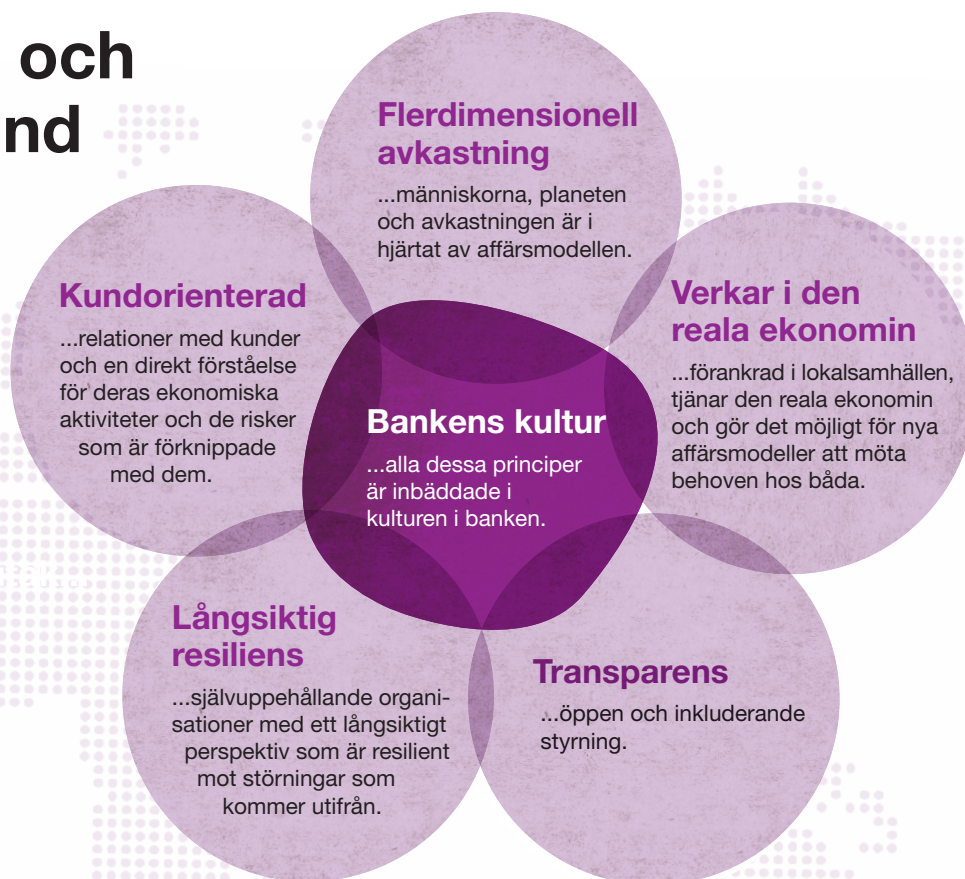 och
nd
Flerdimensionell
avkastning
...människorna, planeten
och avkastningen är i
hjärtat av affärsmodellen.
Kundorienterad
...relationer med kunder
och en direkt förståelse
för deras ekonomiska
aktiviteter och de risker
som är förknippade
med dem.
Verkar i den
reala ekonomin
...förankrad i lokalsamhällen,
tjänar den reala ekonomin
och gör det möjligt för nya
affärsmodeller att möta
behoven hos båda.
Bankens kultur
...alla dessa principer
är inbäddade i
kulturen i banken.
Långsiktig
resiliens
...självuppehållande organi-
sationer med ett långsiktigt
perspektiv som är resilient
mot störningar som
kommer utifrån.
Transparens
...öppen och inkluderande
styrning.